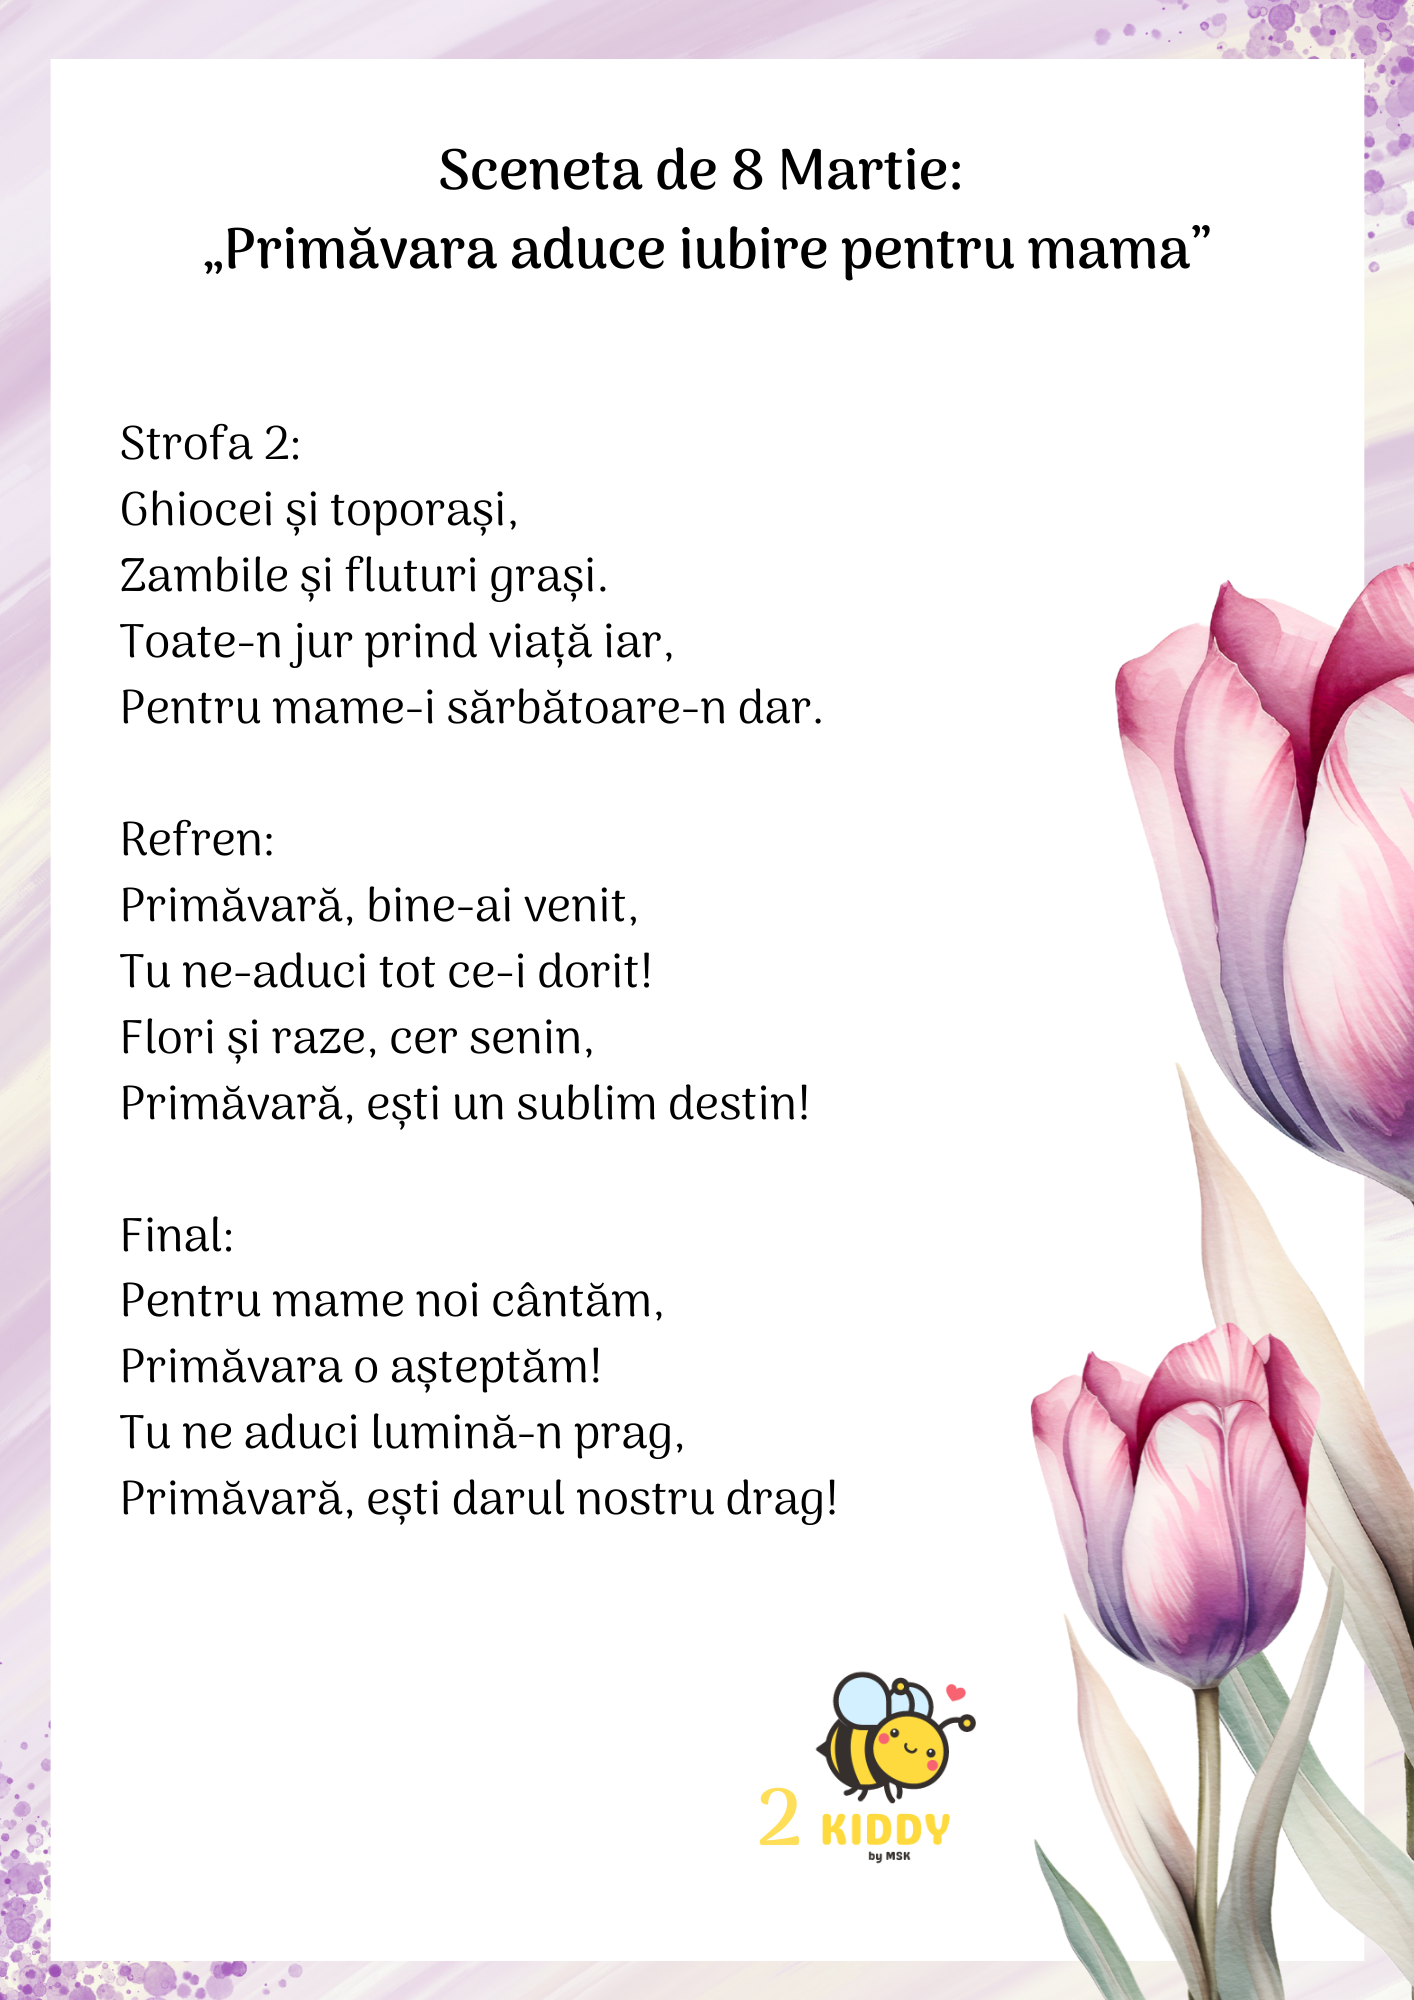 Sceneta de 8 Martie:
„Primăvara aduce iubire pentru mama”
Strofa 2:
Ghiocei și toporași,
Zambile și fluturi grași.
Toate-n jur prind viață iar,
Pentru mame-i sărbătoare-n dar.
Refren:
Primăvară, bine-ai venit,
Tu ne-aduci tot ce-i dorit!
Flori și raze, cer senin,
Primăvară, ești un sublim destin!
Final:
Pentru mame noi cântăm,
Primăvara o așteptăm!
Tu ne aduci lumină-n prag,
Primăvară, ești darul nostru drag!
2 KIDDY
by MSK